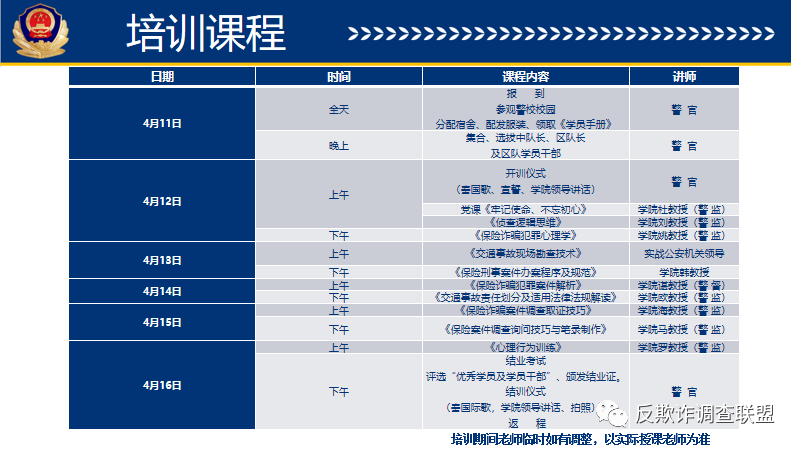 培训课程
日期 时间 课程内容 讲师
4月11日 全天 报 到
参观警校校园
分配宿舍、配发服装、领取《学员手册》 警 官
晚上 集合、选拔中队长、区队长
及区队学员干部 警 官
4月12日 上午 开训仪式
（奏国歌、宣誓、学院领导讲话） 警 官
党课《牢记使命、不忘初心》 学院杜教授（警 监）
《侦查逻辑思维》 学院刘教授（警 监）
下午 《保险诈骗犯罪心理学》 学院姚教授（警 监）
4月13日 上午 《交通事故现场勘查技术》 实战公安机关领导
下午 《保险刑事案件办案程序及规范》 学院韩教授
4月14日 上午 《保险诈骗犯罪案件解析》 学院谌教授（警 督）
下午 《交通事故责任划分及适用法律法规解读》 学院欧教授（警 监）
4月15日 上午 《保险诈骗案件调查取证技巧》 学院海教授（警 监）
下午 《保险案件调查询问技巧与笔录制作》 学院马教授（警 监）
4月16日 上午 《心理行为训练》 学院罗教授（警 监）
下午 结业考试
评选“优秀学员及学员干部”、颁发结业证。
结训仪式
（奏国际歌，学院领导讲话、拍照）
返 程 警 官
反欺诈调查联盟
培训期间老师临时如有调整，以实际授课老师为准